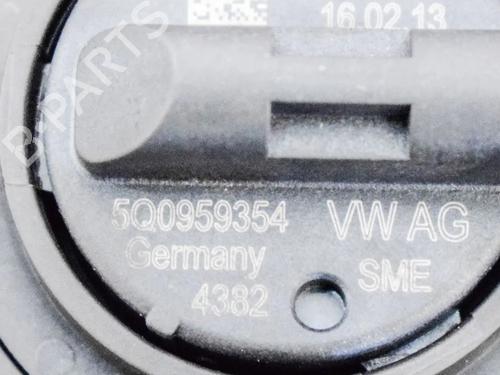 16.02.13
B-PARTS
5Q0959354 VW AG
Germany SME
4382